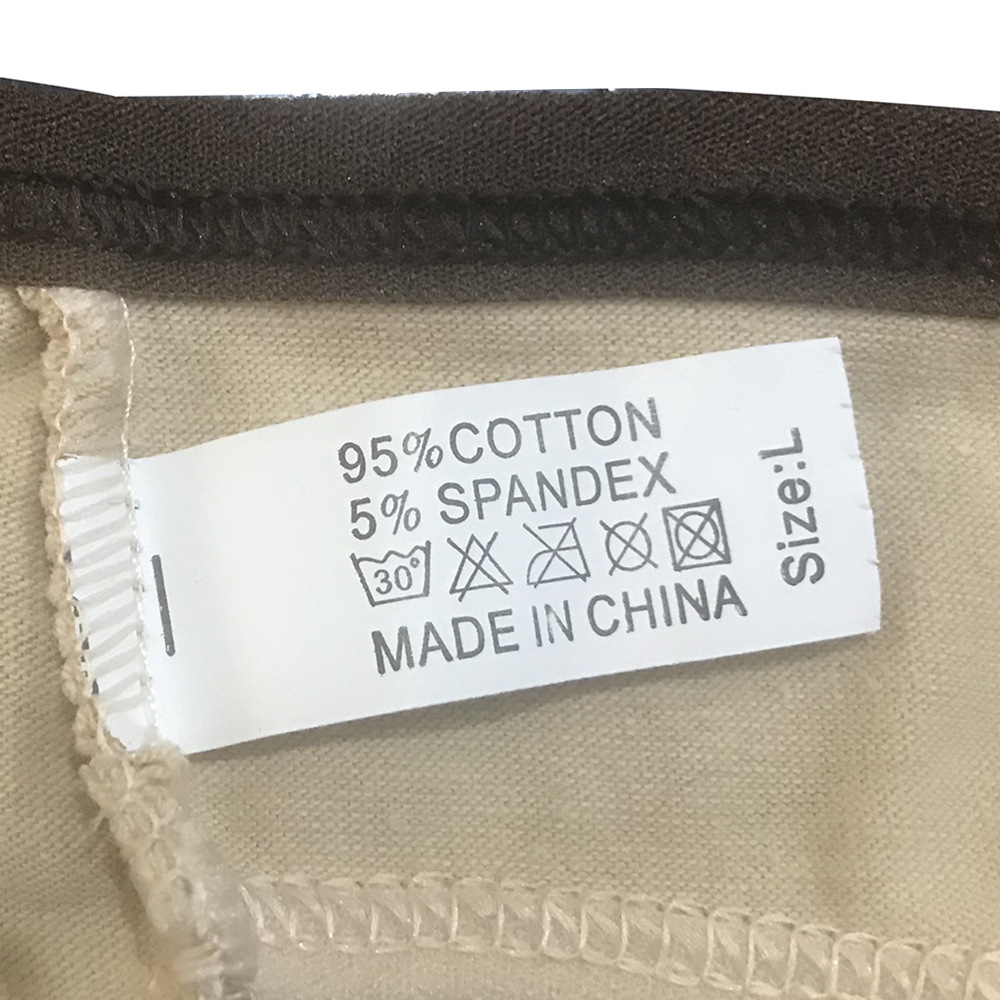 95%COTTON
5% SPANDEX
30°
MADE IN CHINA
Size:L